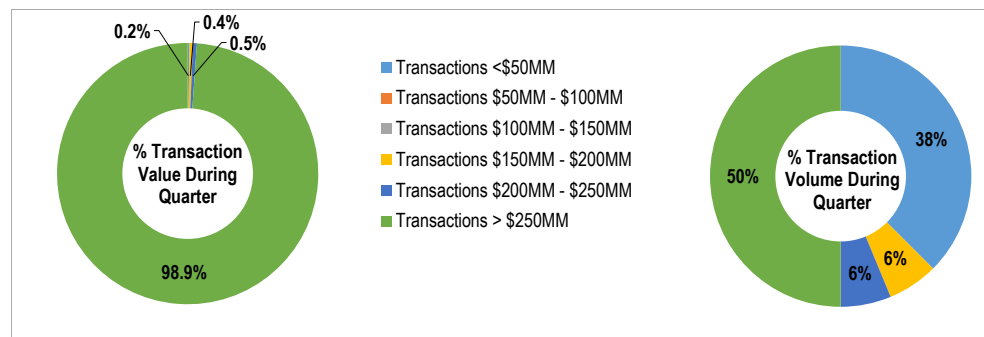 0.2%
0.4%
0.5%
% Transaction
Value During
Quarter
98.9%
Transactions <$50MM
Transactions $50MM - $100MM
Transactions $100MM - $150MM
Transactions $150MM - $200MM
Transactions $200MM - $250MM
Transactions > $250MM
38%
% Transaction
Volume During
Quarter
50%
6%
6%